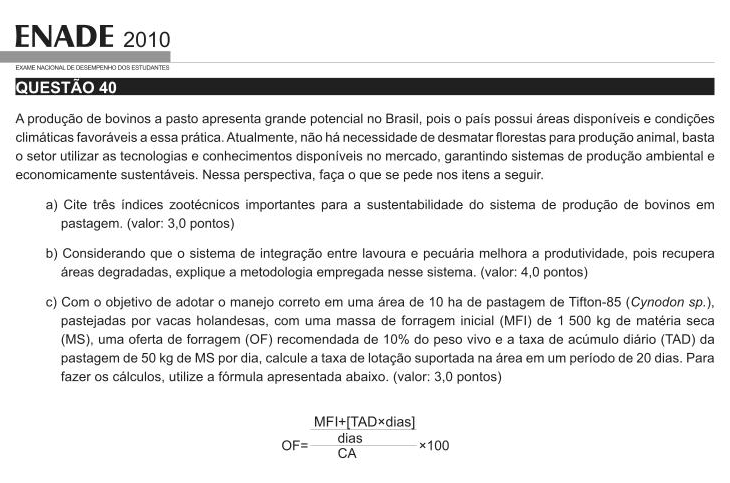 ENADE 2010
EXAME NACIONAL DE DESEMPENHO DOS ESTUDANTES
QUESTÃO 40
A produção de bovinos a pasto apresenta grande potencial no Brasil, pois o país possui áreas disponíveis e condições
climáticas favoráveis a essa prática. Atualmente, não há necessidade de desmatar florestas para produção animal, basta
o setor utilizar as tecnologias e conhecimentos disponíveis no mercado, garantindo sistemas de produção ambiental e
economicamente sustentáveis. Nessa perspectiva, faça o que se pede nos itens a seguir.
a) Cite três índices zootécnicos importantes para a sustentabilidade do sistema de produção de bovinos em
pastagem. (valor: 3,0 pontos)
b) Considerando que o sistema de integração entre lavoura e pecuária melhora a produtividade, pois recupera
áreas degradadas, explique a metodologia empregada nesse sistema. (valor: 4,0 pontos)
c) Com o objetivo de adotar o manejo correto em uma área de 10 ha de pastagem de Tifton-85 (Cynodon sp.),
pastejadas por vacas holandesas, com uma massa de forragem inicial (MFI) de 1 500 kg de matéria seca
(MS), uma oferta de forragem (OF) recomendada de 10% do peso vivo e a taxa de acúmulo diário (TAD) da
pastagem de 50 kg de MS por dia, calcule a taxa de lotação suportada na área em um período de 20 dias. Para
fazer os cálculos, utilize a fórmula apresentada abaixo. (valor: 3,0 pontos)
MFI+[TAD×dias]
dias
OF= ×100
CA